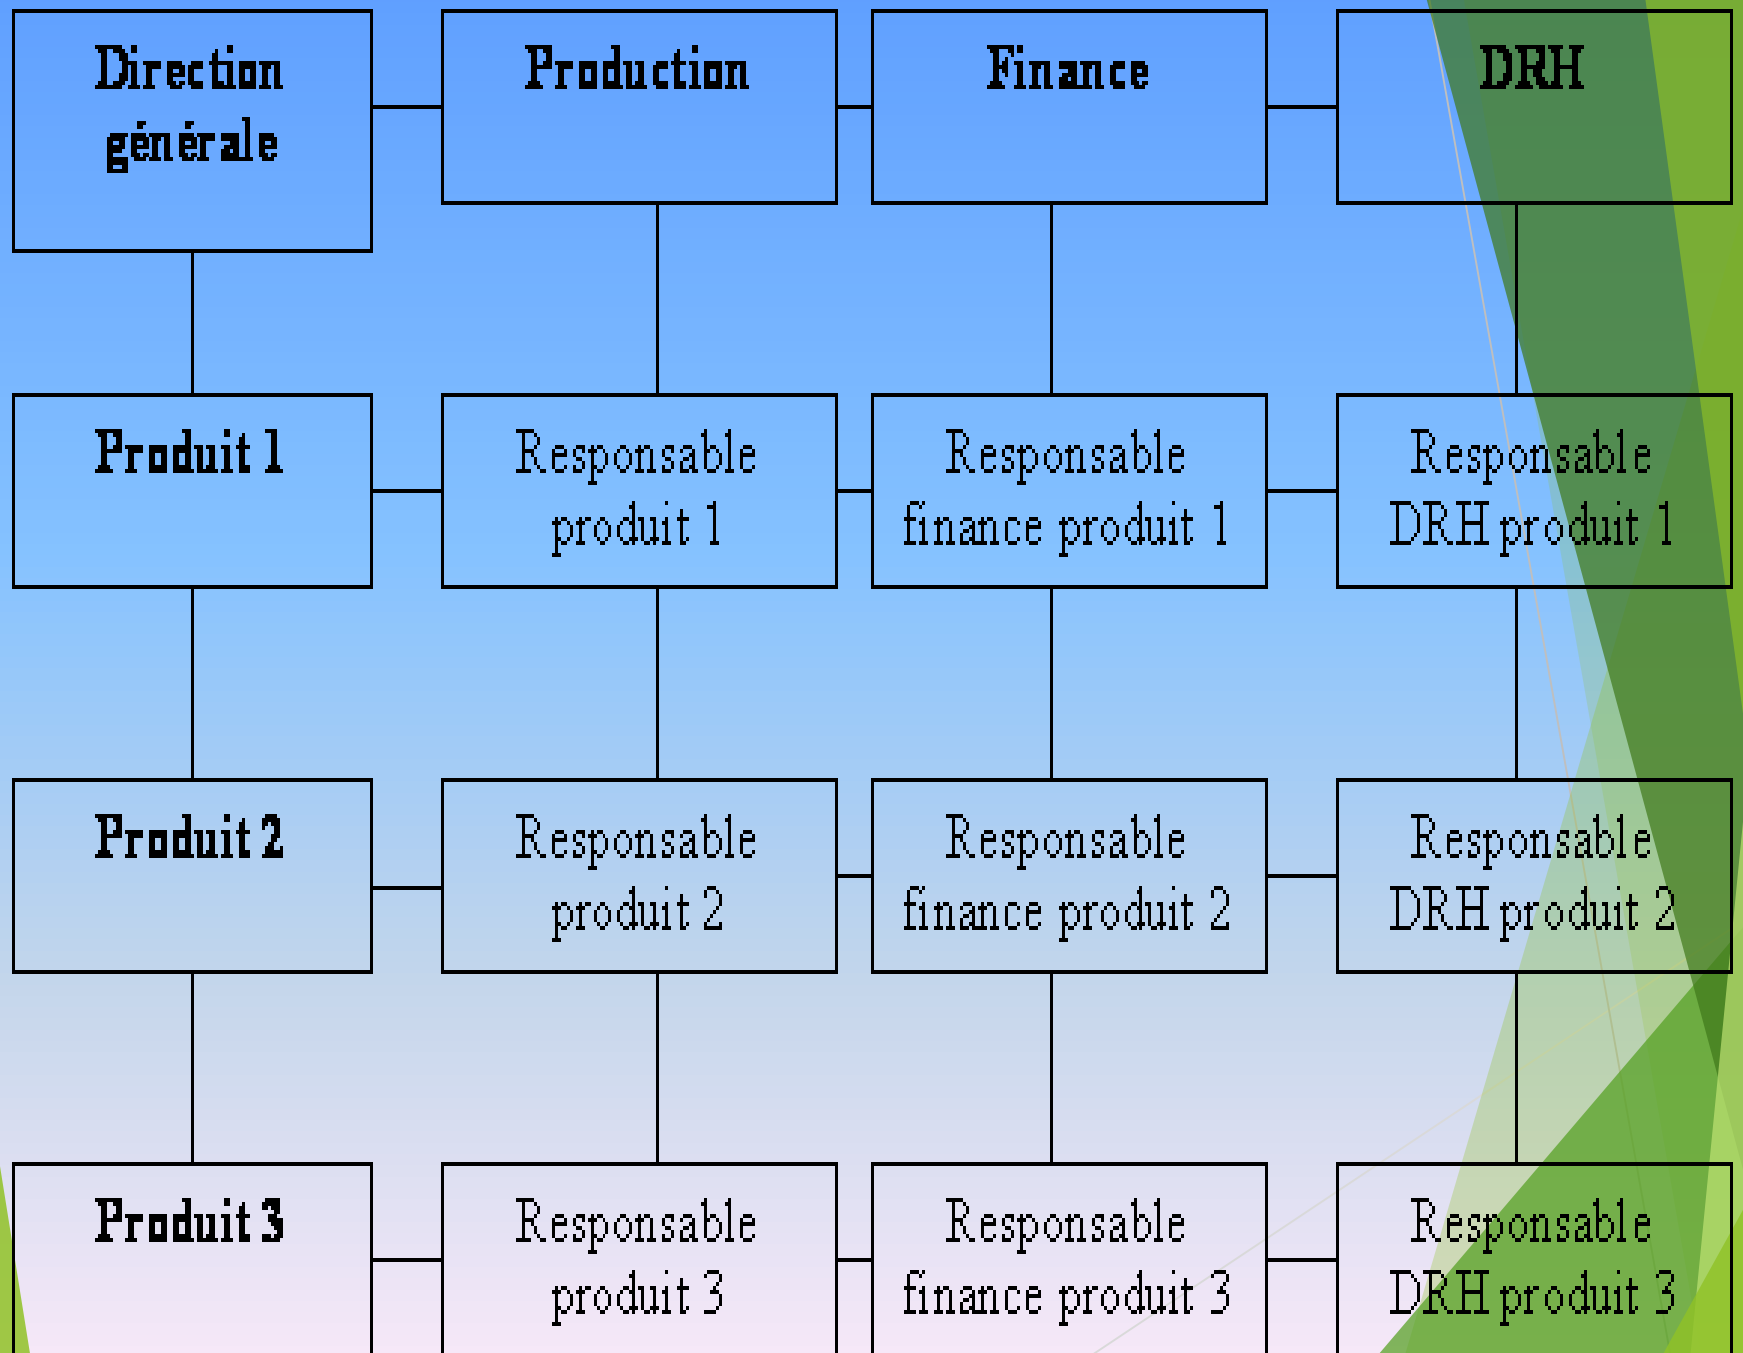 Direction
générale
Production
Finance
DRH
Produit 1
Responsable
produit 1
Responsable
finance produit 1
Responsable
DRH produit 1
Produit 2
Responsable
produit 2
Responsable
finance produit 2
Responsable
DRH produit 2
Produit 3
Responsable
produit 3
Responsable
finance produit 3
Responsable
DRH produit 3